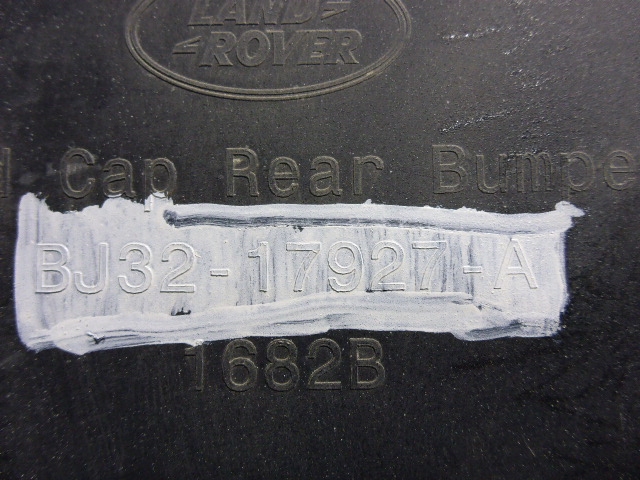 LAND
ROVER
Cap Rear Bumpe
BJ32-17927-A
1682B